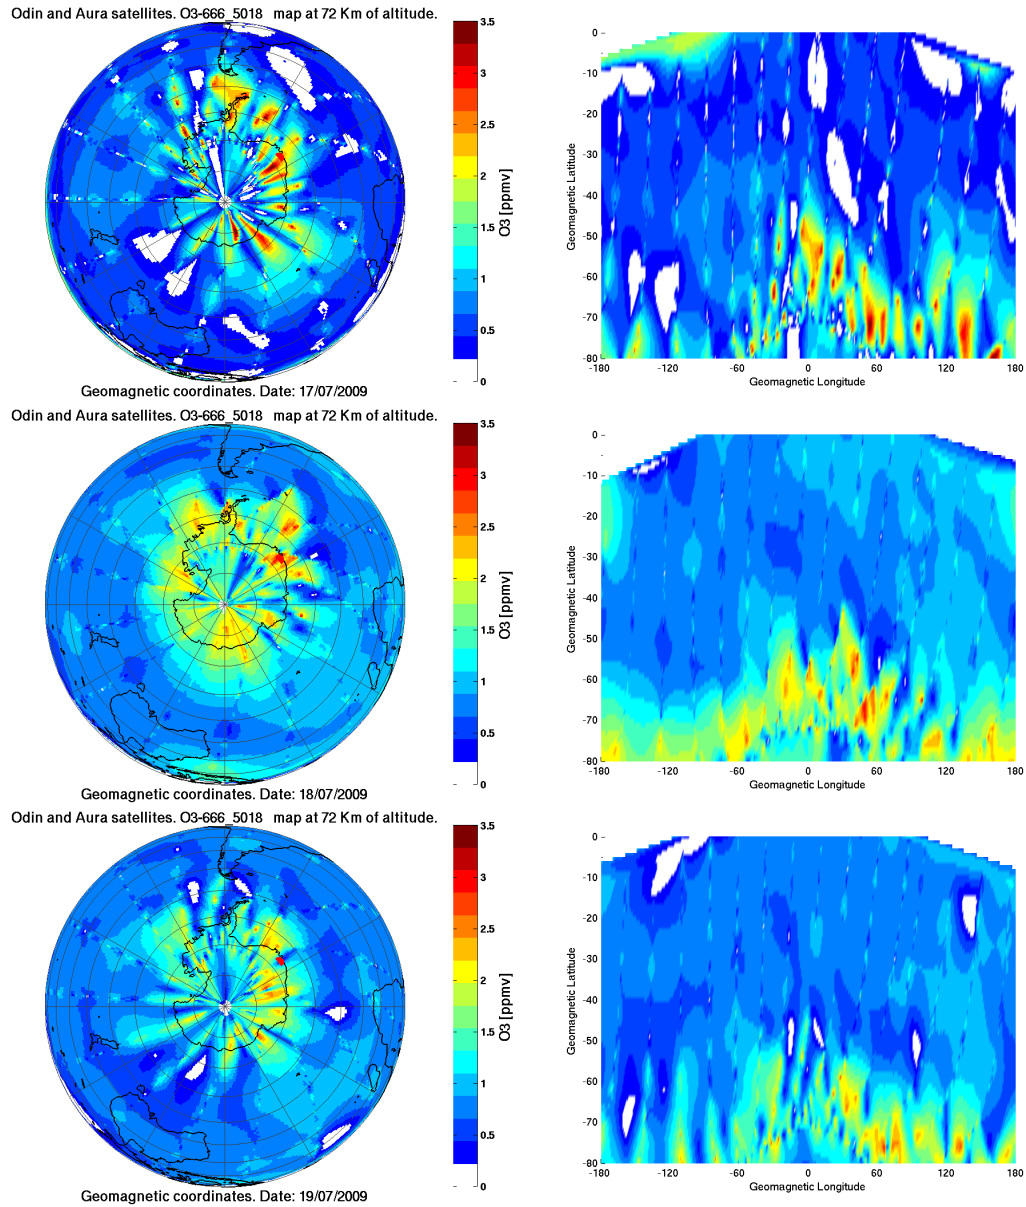 Odin and Aura satellites. O3-666_5018 map at 72 Km of altitude.
3.5
3
2.5
2
1.5
1
0.5
0
O3 [ppmv]
Geomagnetic coordinates. Date: 17/07/2009
0
-10
-20
-30
-40
-50
-60
-70
-80
Geomagnetic Latitude
-180 -120 -60 0 60 120 180
Geomagnetic Longitude
Odin and Aura satellites. O3-666_5018 map at 72 Km of altitude.
3.5
3
2.5
2
1.5
1
0.5
0
O3 [ppmv]
Geomagnetic coordinates. Date: 18/07/2009
0
-10
-20
-30
-40
-50
-60
-70
-80
Geomagnetic Latitude
-180 -120 -60 0 60 120 180
Geomagnetic Longitude
Odin and Aura satellites. O3-666_5018 map at 72 Km of altitude.
3.5
3
2.5
2
1.5
1
0.5
0
O3 [ppmv]
Geomagnetic coordinates. Date: 19/07/2009
0
-10
-20
-30
-40
-50
-60
-70
-80
Geomagnetic Latitude
-180 -120 -60 0 60 120 180
Geomagnetic Longitude